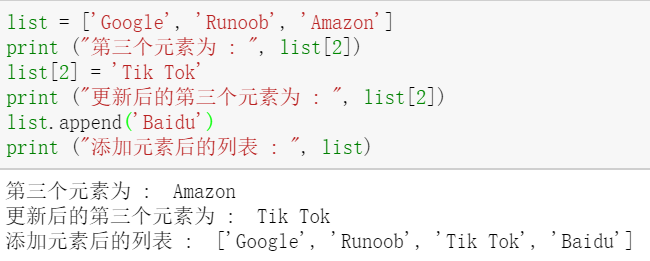 list = ['Google', 'Runoob', 'Amazon']
print ("第三个元素为 : ", list[2])
list[2] = 'Tik Tok'
print ("更新后的第三个元素为 : ", list[2])
list.append('Baidu')
print ("添加元素后的列表 : ", list)
第三个元素为 :  Amazon
更新后的第三个元素为 :  Tik Tok
添加元素后的列表 :  ['Google', 'Runoob', 'Tik Tok', 'Baidu']